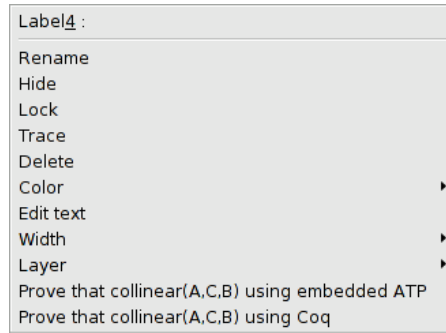 Label4 :
Rename
Hide
Lock
Trace
Delete
Color
Edit text
Width
Layer
Prove that collinear(A,C,B) using embedded ATP
Prove that collinear(A,C,B) using Coq